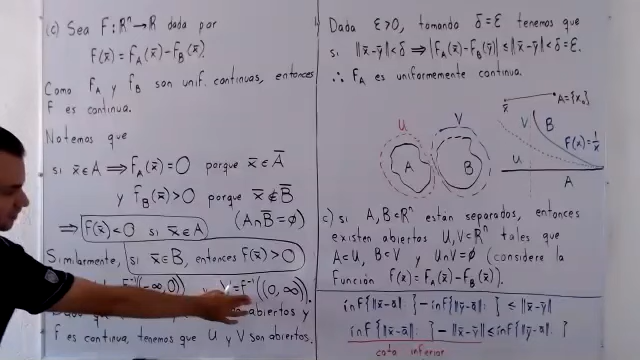 (c) Sea F: ℝⁿ → ℝ dada por
F(x̄) = F_A(x̄) - F_B(x̄).
Como F_A y F_B son unif. continuas, entonces
F es continua.
Notemos que
si x̄ ∈ A ⇒ F_A(x̄) = 0 porque x̄ ∈ Ā
y F_B(x̄) > 0 porque x̄ ∉ B̄
⇒ F(x̄) < 0 si x̄ ∈ A (A ∩ B̄ = ∅)
Similarmente, si x̄ ∈ B, entonces F(x̄) > 0
F⁻¹((-∞, 0)) y V = F⁻¹((0, ∞)).
abiertos y
F es continua, tenemos que U y V son abiertos.
Dada ε > 0, tomando δ = ε tenemos que
si ‖x̄-ȳ‖ < δ ⇒ |F_A(x̄) - F_A(ȳ)| ≤ ‖x̄-ȳ‖ < δ = ε.
∴ F_A es uniformemente continua.
x̄ A = {x₀}
U V A B
V B F(x) = 1/x
U
A
c) si A, B ⊂ ℝⁿ están separados, entonces
existen abiertos U, V ⊂ ℝⁿ tales que
A ⊂ U, B ⊂ V y U ∩ V = ∅ (considere la
función F(x̄) = F_A(x̄) - F_B(x̄)).
inf{‖x̄-ā‖: } - inf{‖ȳ-ā‖: } ≤ ‖x̄-ȳ‖
inf{‖x̄-ā‖: } - ‖x̄-ȳ‖ ≤ inf{‖ȳ-ā‖: }
cota inferior